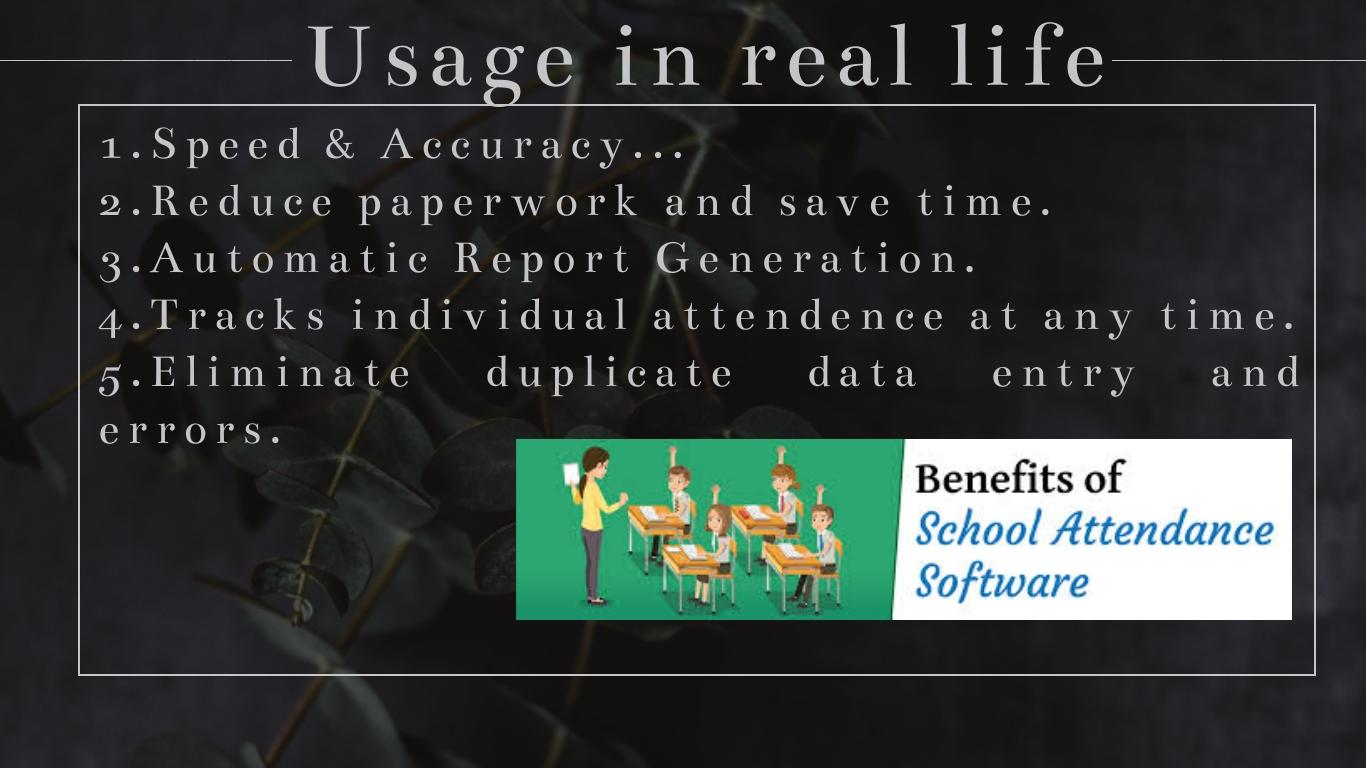 Usage in real life
1.Speed & Accuracy...
2.Reduce paperwork and save time.
3.Automatic Report Generation.
4.Tracks individual attendence at any time.
5.Eliminate duplicate data entry and
errors.
Benefits of
School Attendance
Software